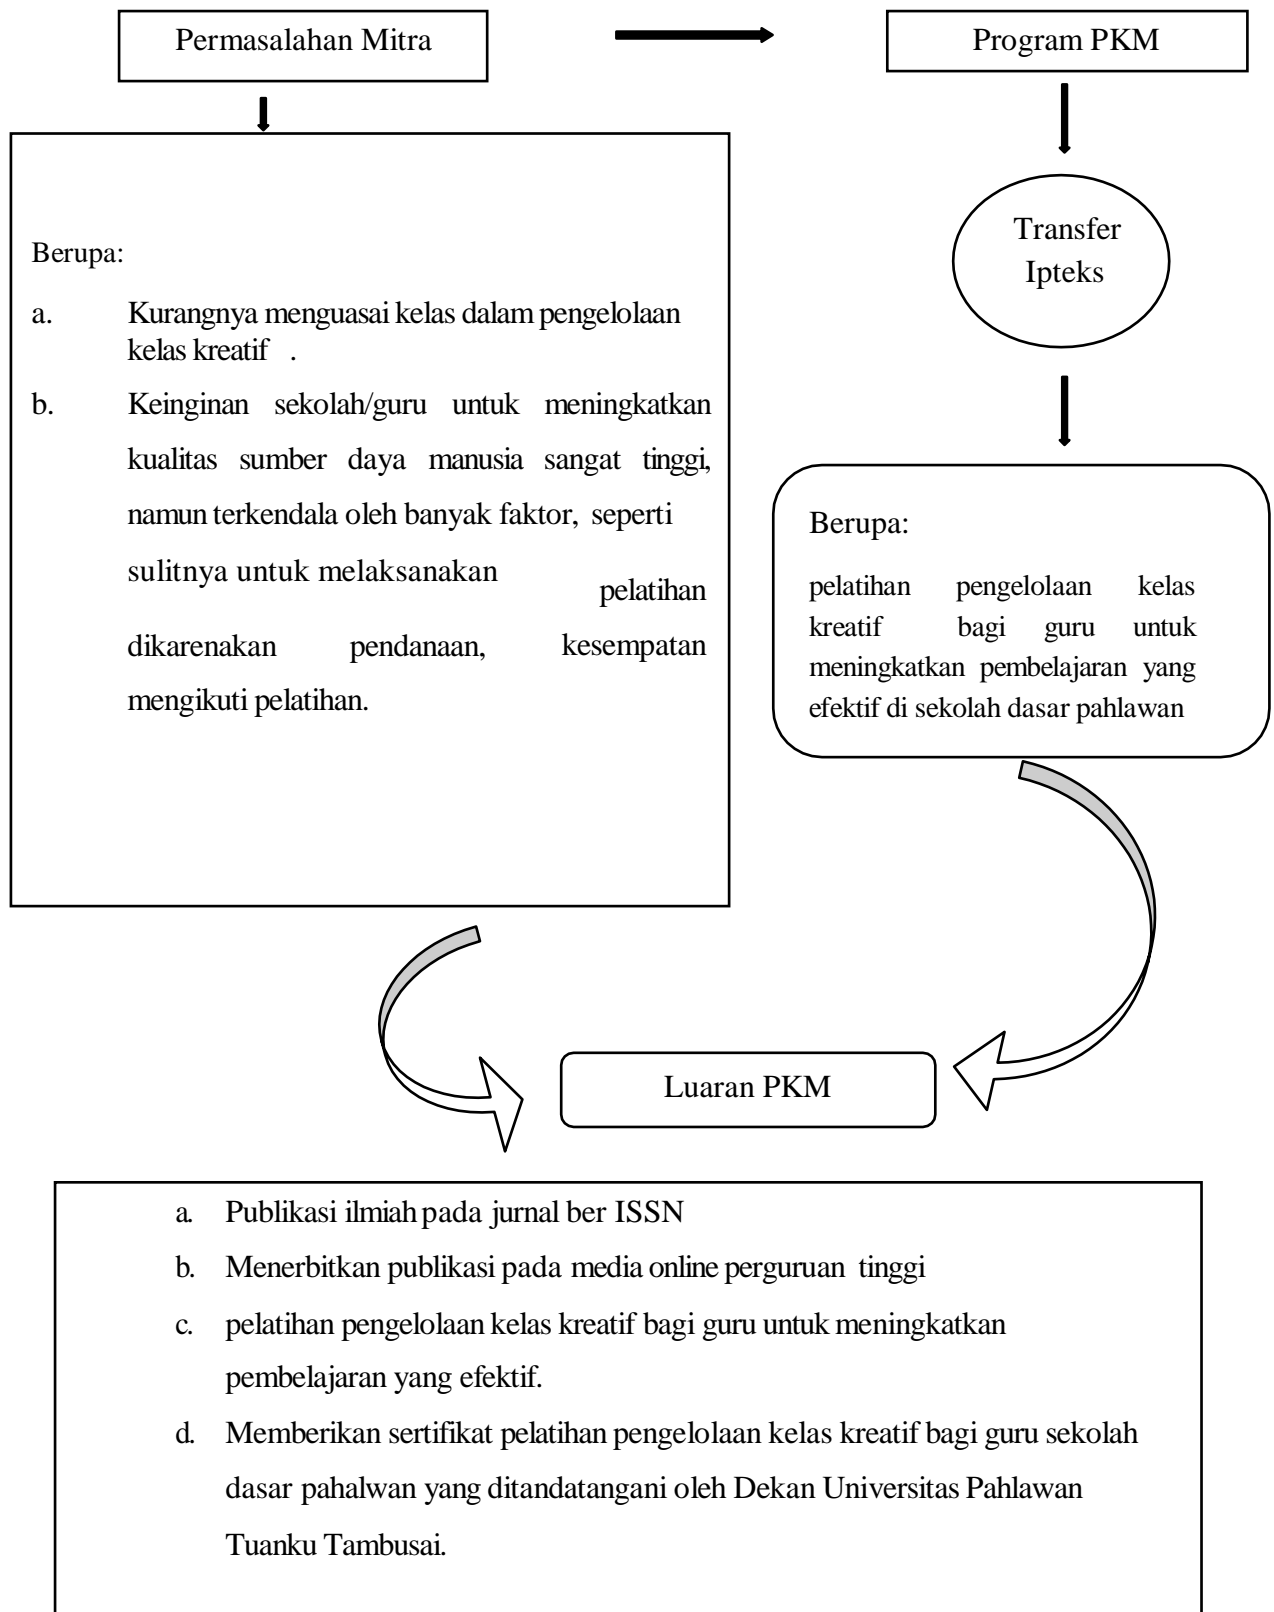 Permasalahan Mitra
Program PKM
Berupa:
a. Kurangnya menguasai kelas dalam pengelolaan
kelas kreatif .
b. Keinginan sekolah/guru untuk meningkatkan
kualitas sumber daya manusia sangat tinggi,
namun terkendala oleh banyak faktor, seperti
sulitnya untuk melaksanakan pelatihan
dikarenakan pendanaan, kesempatan
mengikuti pelatihan.
Transfer
Ipteks
Berupa:
pelatihan pengelolaan kelas
kreatif bagi guru untuk
meningkatkan pembelajaran yang
efektif di sekolah dasar pahlawan
Luaran PKM
a. Publikasi ilmiah pada jurnal ber ISSN
b. Menerbitkan publikasi pada media online perguruan tinggi
c. pelatihan pengelolaan kelas kreatif bagi guru untuk meningkatkan
pembelajaran yang efektif.
d. Memberikan sertifikat pelatihan pengelolaan kelas kreatif bagi guru sekolah
dasar pahalwan yang ditandatangani oleh Dekan Universitas Pahlawan
Tuanku Tambusai.